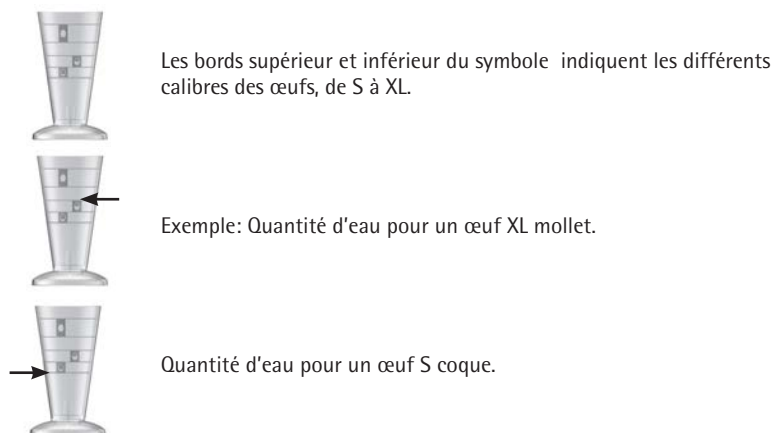 Les bords supérieur et inférieur du symbole indiquent les différents
calibres des œufs, de S à XL.
Exemple: Quantité d'eau pour un œuf XL mollet.
Quantité d'eau pour un œuf S coque.